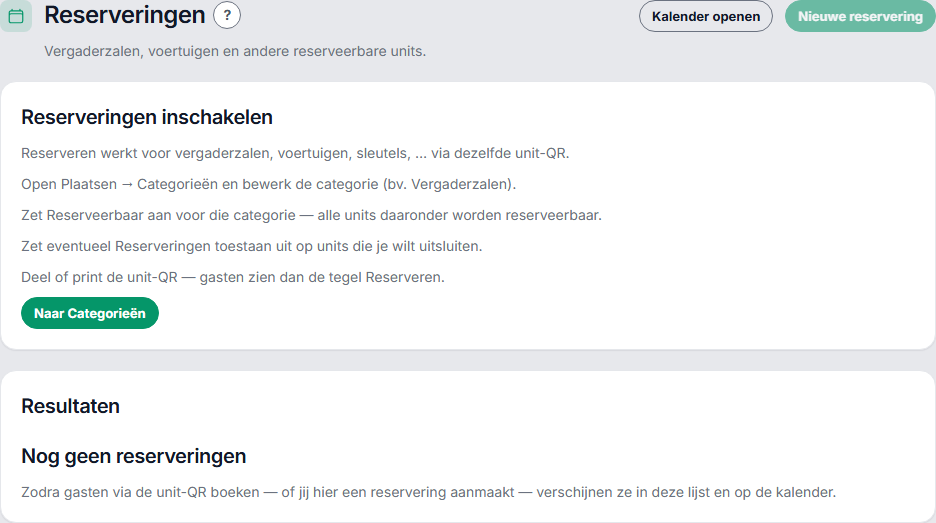 Reserveringen ?
Kalender openen
Nieuwe reservering
Vergaderzalen, voertuigen en andere reserveerbare units.
Reserveringen inschakelen
Reserveren werkt voor vergaderzalen, voertuigen, sleutels, ... via dezelfde unit-QR.
Open Plaatsen → Categorieën en bewerk de categorie (bv. Vergaderzalen).
Zet Reserveerbaar aan voor die categorie — alle units daaronder worden reserveerbaar.
Zet eventueel Reserveringen toestaan uit op units die je wilt uitsluiten.
Deel of print de unit-QR — gasten zien dan de tegel Reserveren.
Naar Categorieën
Resultaten
Nog geen reserveringen
Zodra gasten via de unit-QR boeken — of jij hier een reservering aanmaakt — verschijnen ze in deze lijst en op de kalender.